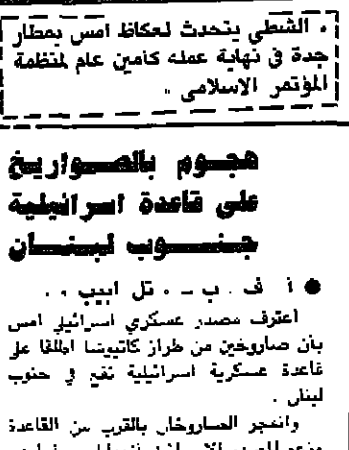 • الشطي يتحدث لعكاظ امس بمطار
جدة في نهاية عمله كأمين عام لمنظمة
المؤتمر الاسلامي .
هجوم بالصواريخ
على قاعدة اسرائيلية
جنوب لبنان
● أ . ف . ب - تل ابيب . .
اعترف مصدر عسكري اسرائيلي امس
بأن صاروخين من طراز كاتيوشا اطلقا على
قاعدة عسكرية اسرائيلية تقع في جنوب
لبنان .
وانفجر الصاروخان بالقرب من القاعدة